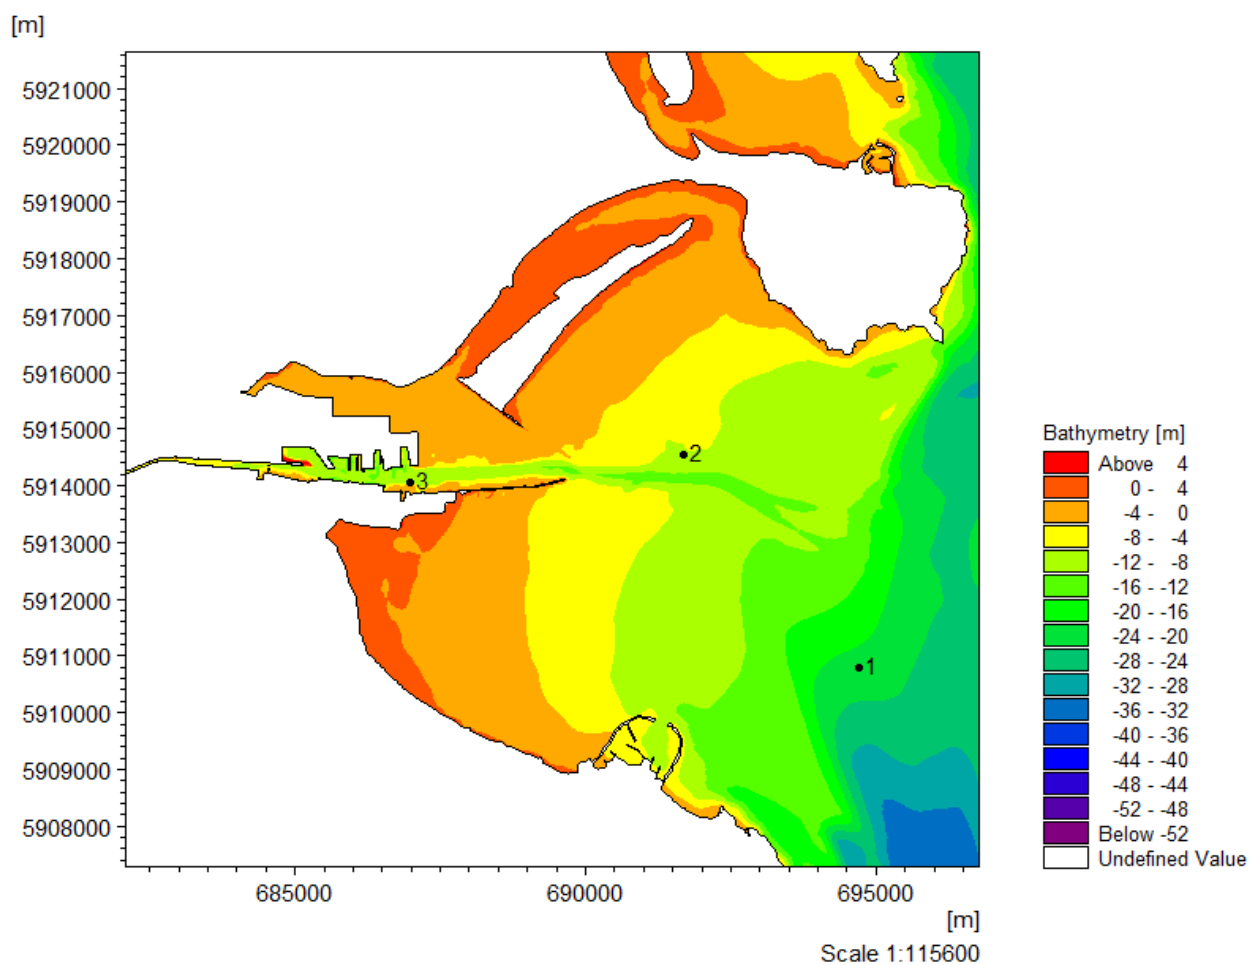 [m]
5921000
5920000
5919000
5918000
5917000
5916000
5915000
5914000
5913000
5912000
5911000
5910000
5909000
5908000
2
3
1
685000
690000
695000
[m]
Scale 1:115600
Bathymetry [m]
Above 4
0 - 4
-4 - 0
-8 - -4
-12 - -8
-16 - -12
-20 - -16
-24 - -20
-28 - -24
-32 - -28
-36 - -32
-40 - -36
-44 - -40
-48 - -44
-52 - -48
Below -52
Undefined Value